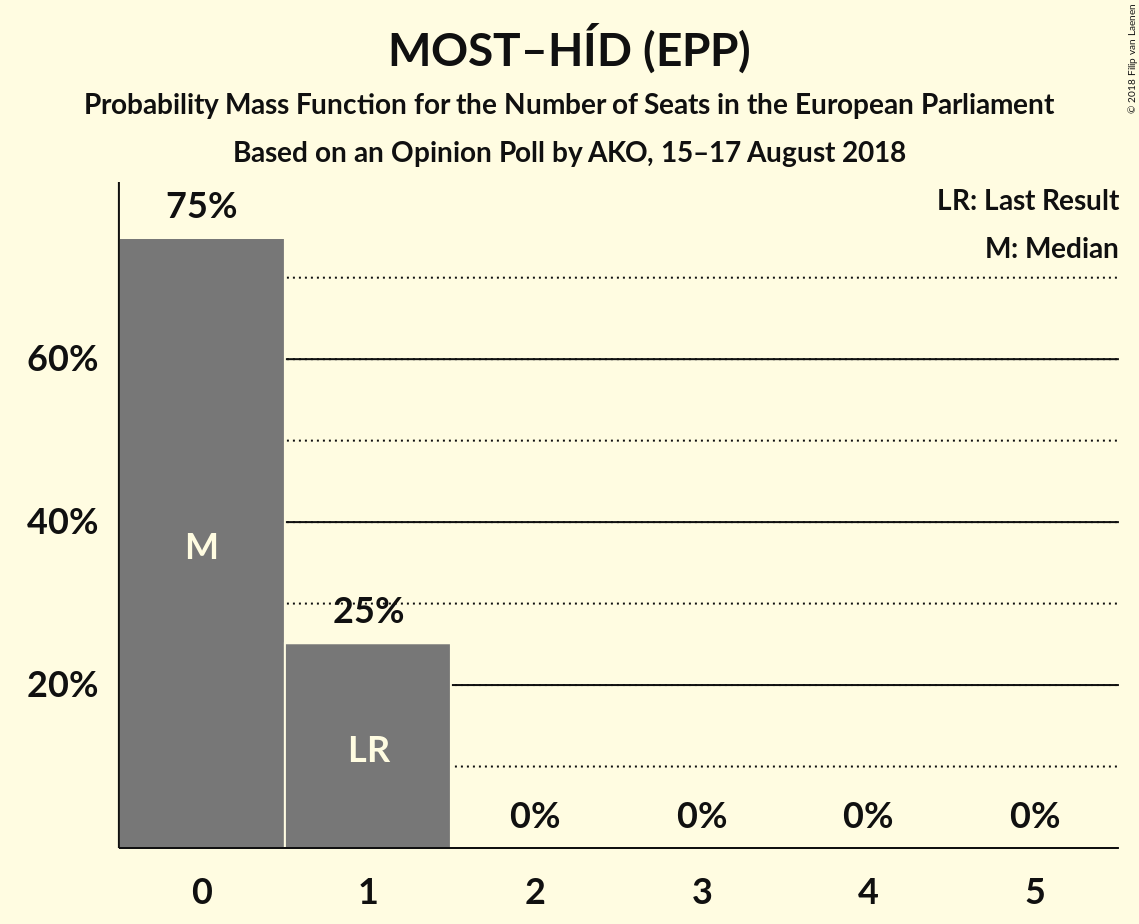 MOST–HÍD (EPP)
Probability Mass Function for the Number of Seats in the European Parliament
Based on an Opinion Poll by AKO, 15–17 August 2018
© 2018 Filip van Laenen
LR: Last Result
M: Median
75%
60%
40%
20%
M
25%
LR
0%
0%
0%
0%
0
1
2
3
4
5